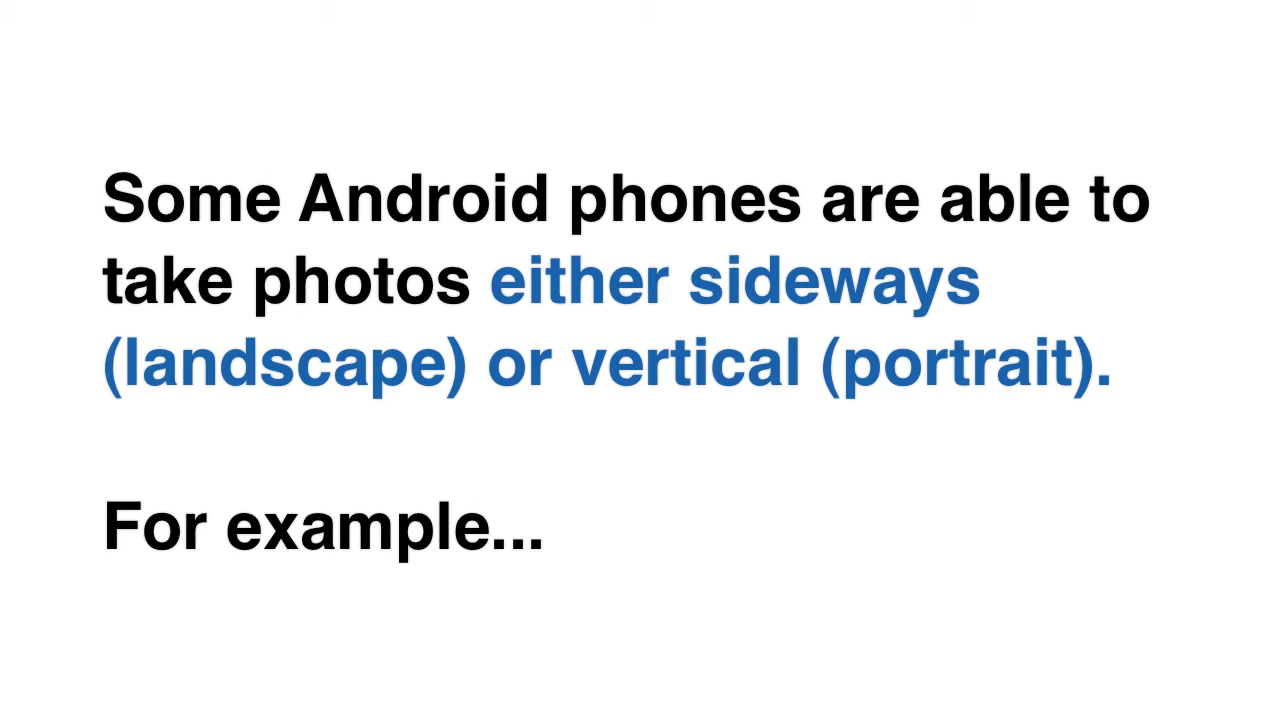 Some Android phones are able to
take photos either sideways
(landscape) or vertical (portrait).
For example...